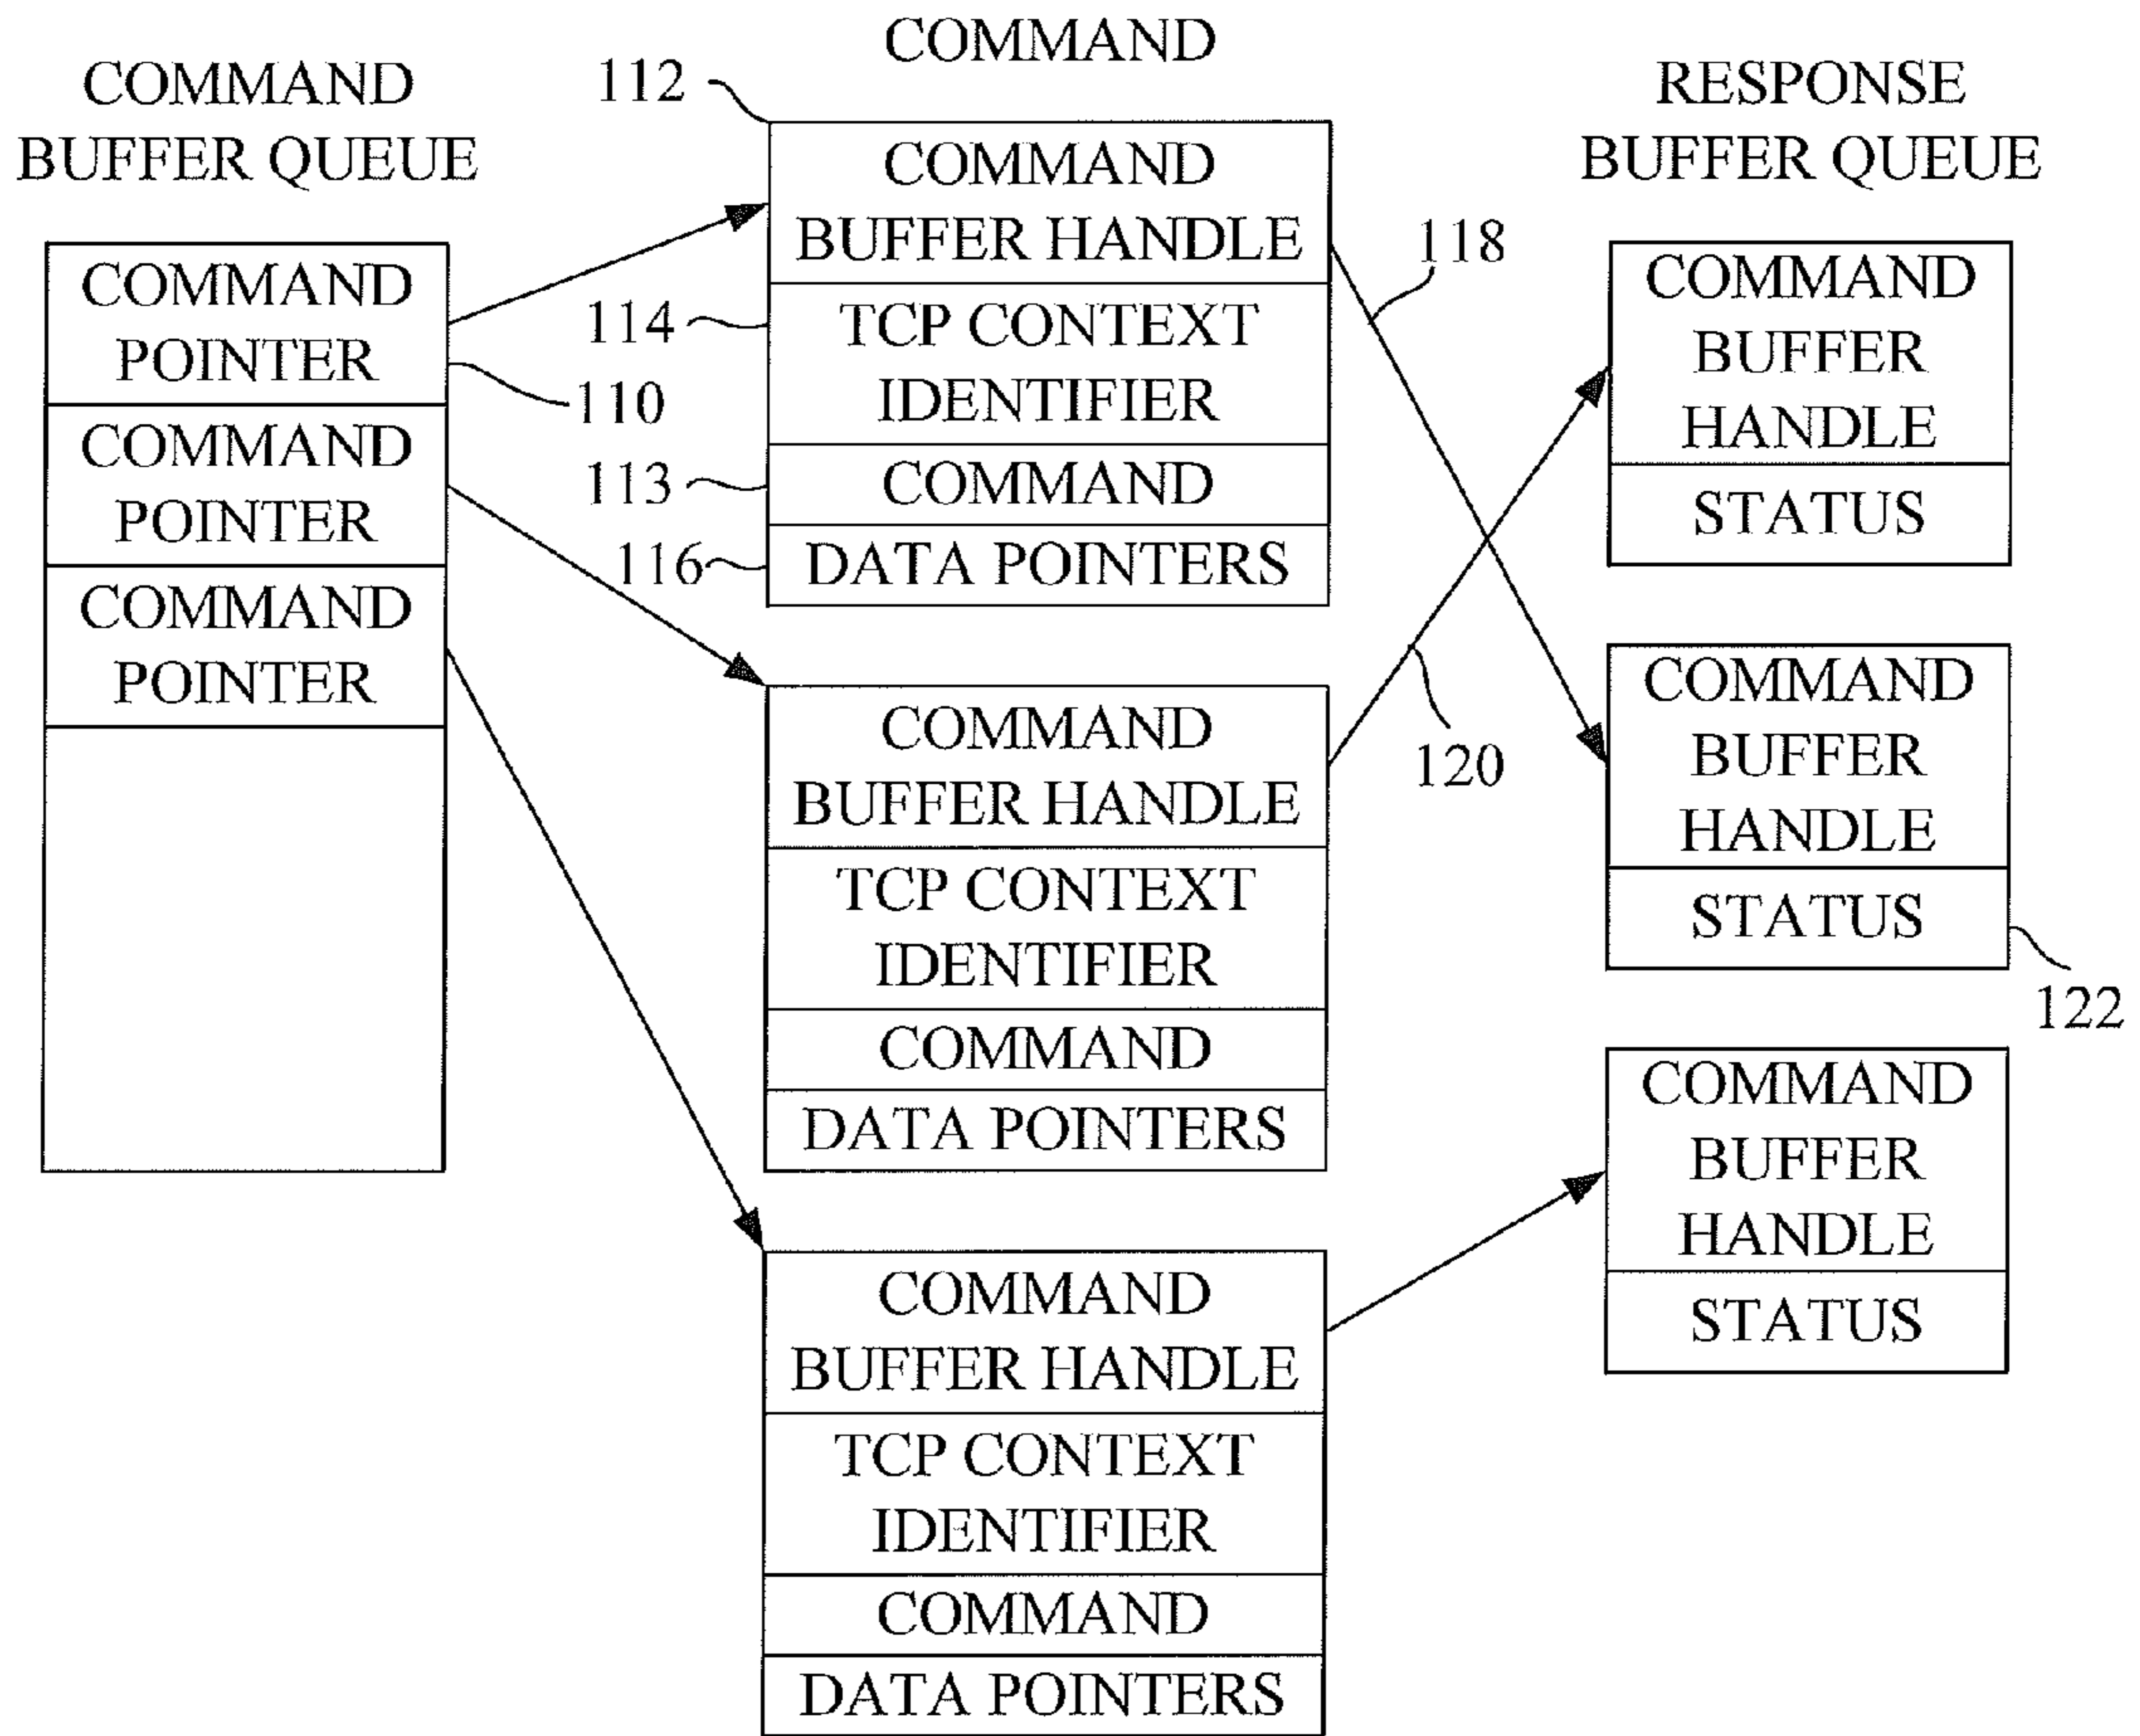 COMMAND
BUFFER QUEUE
COMMAND
POINTER
110
COMMAND
POINTER
COMMAND
POINTER
COMMAND
112
COMMAND
BUFFER HANDLE
114
TCP CONTEXT
IDENTIFIER
113
COMMAND
116
DATA POINTERS
COMMAND
BUFFER HANDLE
TCP CONTEXT
IDENTIFIER
COMMAND
DATA POINTERS
COMMAND
BUFFER HANDLE
TCP CONTEXT
IDENTIFIER
COMMAND
DATA POINTERS
118
120
RESPONSE
BUFFER QUEUE
COMMAND
BUFFER
HANDLE
STATUS
COMMAND
BUFFER
HANDLE
STATUS
122
COMMAND
BUFFER
HANDLE
STATUS